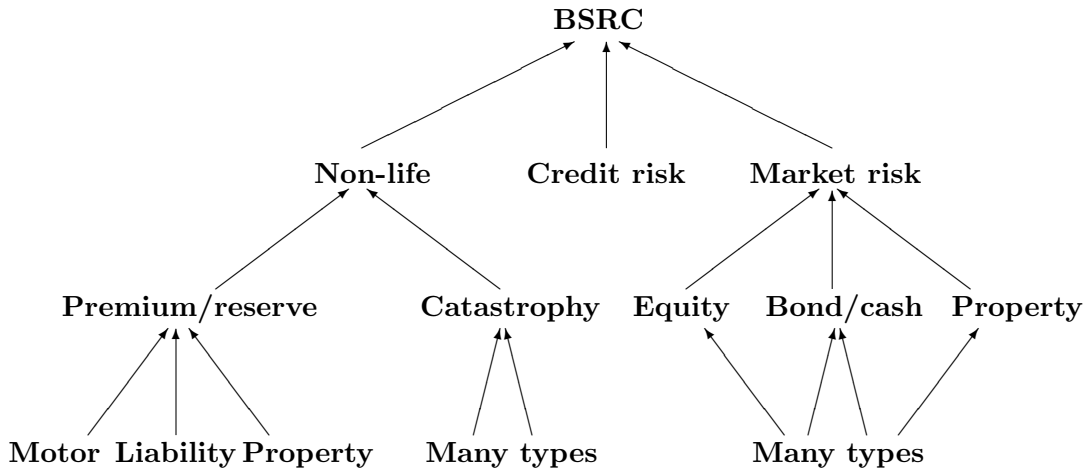 BSRC
Non-life Credit risk Market risk
Premium/reserve Catastrophy Equity Bond/cash Property
Motor Liability Property Many types Many types